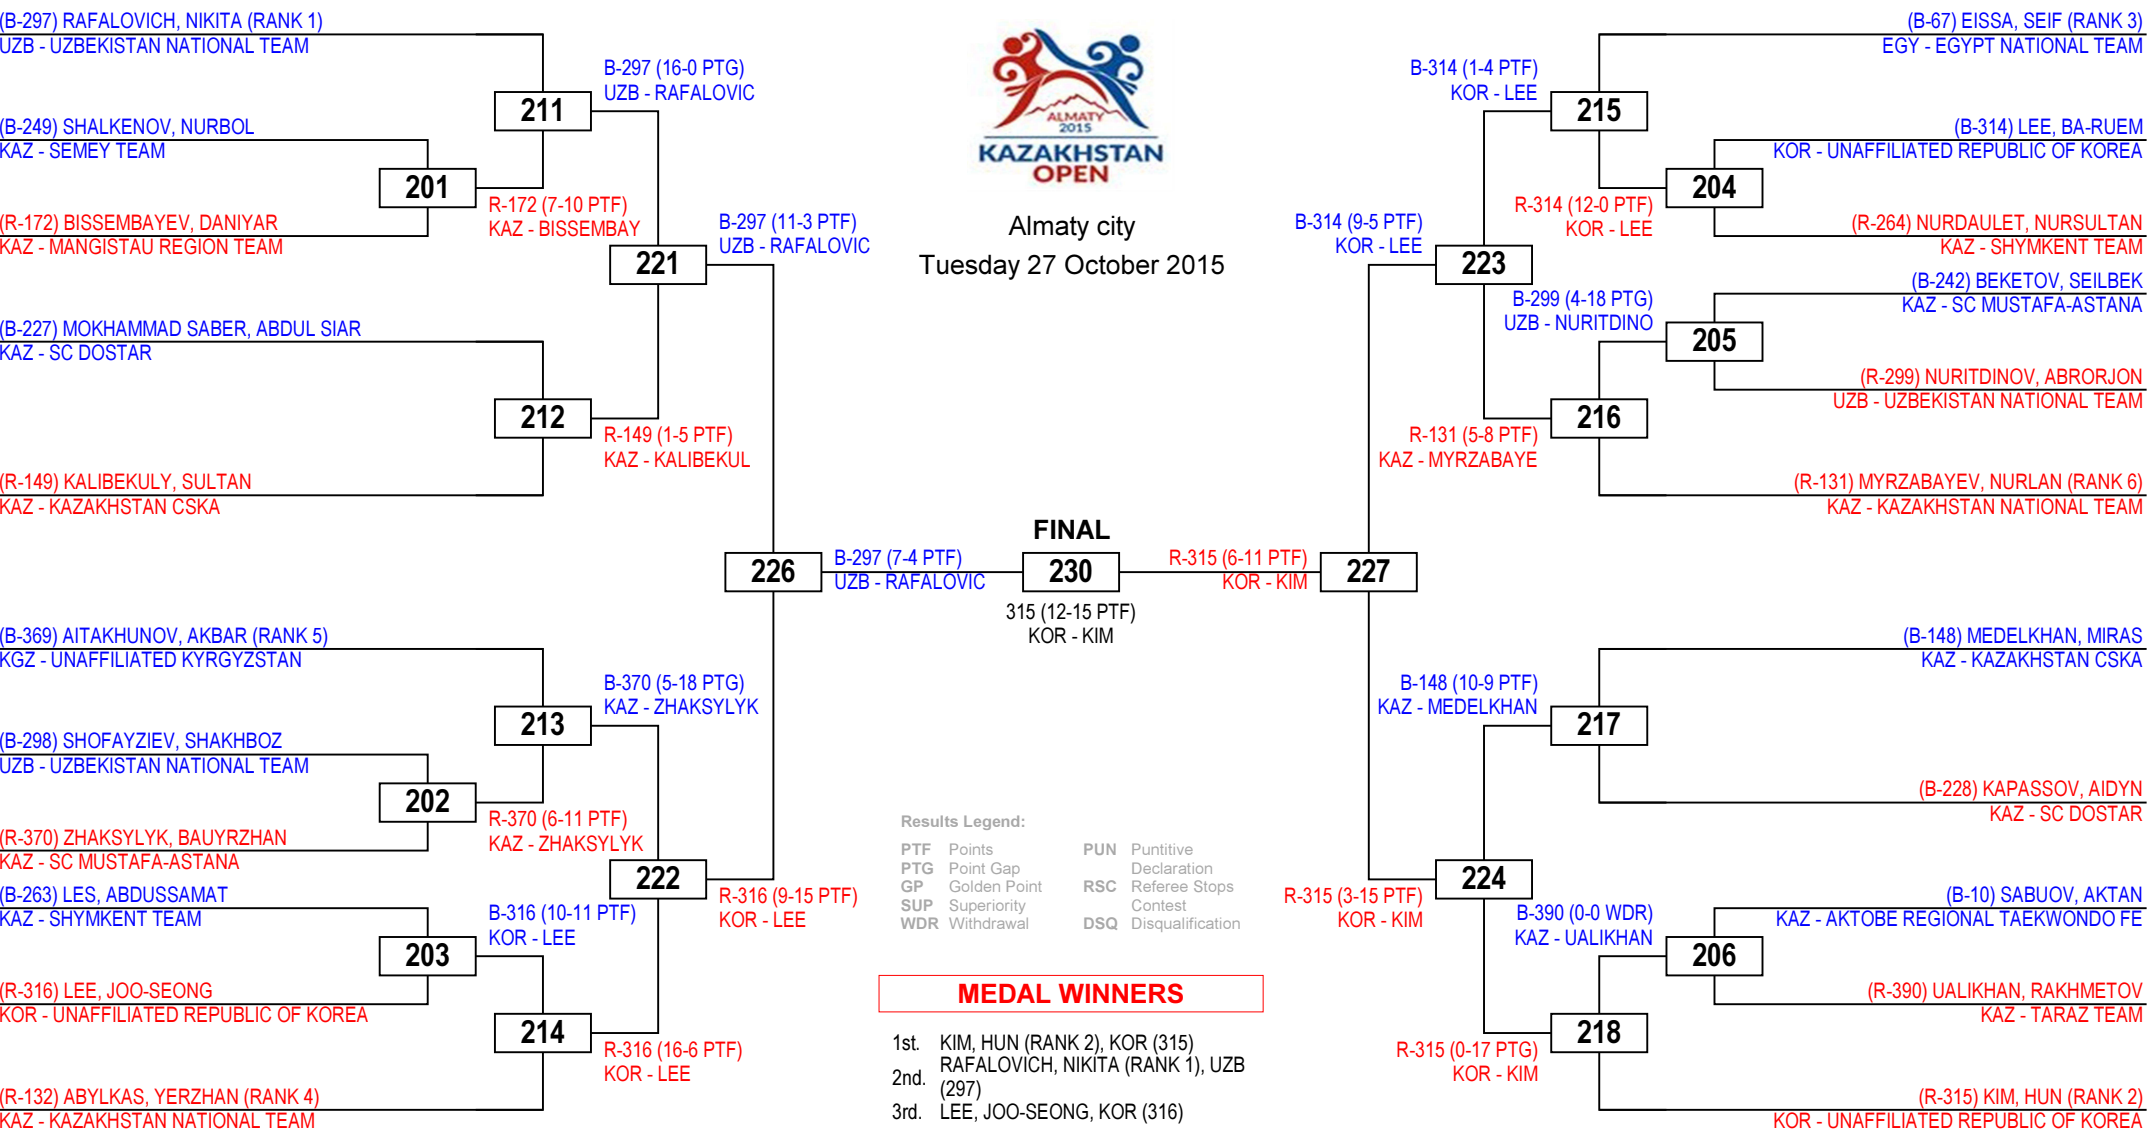 (B-297) RAFALOVICH, NIKITA (RANK 1)
UZB - UZBEKISTAN NATIONAL TEAM
(B-249) SHALKENOV, NURBOL
KAZ - SEMEY TEAM
(R-172) BISSEMBAYEV, DANIYAR
KAZ - MANGISTAU REGION TEAM
(B-227) MOKHAMMAD SABER, ABDUL SIAR
KAZ - SC DOSTAR
(R-149) KALIBEKULY, SULTAN
KAZ - KAZAKHSTAN CSKA
(B-369) AITAKHUNOV, AKBAR (RANK 5)
KGZ - UNAFFILIATED KYRGYZSTAN
(B-298) SHOFAYZIEV, SHAKHBOZ
UZB - UZBEKISTAN NATIONAL TEAM
(R-370) ZHAKSYLYK, BAUYRZHAN
KAZ - SC MUSTAFA-ASTANA
(B-263) LES, ABDUSSAMAT
KAZ - SHYMKENT TEAM
(R-316) LEE, JOO-SEONG
KOR - UNAFFILIATED REPUBLIC OF KOREA
(R-132) ABYLKAS, YERZHAN (RANK 4)
KAZ - KAZAKHSTAN NATIONAL TEAM
201
R-172 (7-10 PTF)
KAZ - BISSEMBAY
202
R-370 (6-11 PTF)
KAZ - ZHAKSYLYK
203
B-316 (10-11 PTF)
KOR - LEE
211
B-297 (16-0 PTG)
UZB - RAFALOVIC
212
R-149 (1-5 PTF)
KAZ - KALIBEKUL
213
B-370 (5-18 PTG)
KAZ - ZHAKSYLYK
214
R-316 (16-6 PTF)
KOR - LEE
221
B-297 (11-3 PTF)
UZB - RAFALOVIC
222
R-316 (9-15 PTF)
KOR - LEE
226
B-297 (7-4 PTF)
UZB - RAFALOVIC
ALMATY
2015
KAZAKHSTAN
OPEN
Almaty city
Tuesday 27 October 2015
FINAL
230
315 (12-15 PTF)
KOR - KIM
R-315 (6-11 PTF)
KOR - KIM
227
B-314 (9-5 PTF)
KOR - LEE
223
R-315 (3-15 PTF)
KOR - KIM
224
B-314 (1-4 PTF)
KOR - LEE
215
R-131 (5-8 PTF)
KAZ - MYRZABAYE
216
B-148 (10-9 PTF)
KAZ - MEDELKHAN
217
R-315 (0-17 PTG)
KOR - KIM
218
R-314 (12-0 PTF)
KOR - LEE
204
B-299 (4-18 PTG)
UZB - NURITDINO
205
B-390 (0-0 WDR)
KAZ - UALIKHAN
206
(B-67) EISSA, SEIF (RANK 3)
EGY - EGYPT NATIONAL TEAM
(B-314) LEE, BA-RUEM
KOR - UNAFFILIATED REPUBLIC OF KOREA
(R-264) NURDAULET, NURSULTAN
KAZ - SHYMKENT TEAM
(B-242) BEKETOV, SEILBEK
KAZ - SC MUSTAFA-ASTANA
(R-299) NURITDINOV, ABRORJON
UZB - UZBEKISTAN NATIONAL TEAM
(R-131) MYRZABAYEV, NURLAN (RANK 6)
KAZ - KAZAKHSTAN NATIONAL TEAM
(B-148) MEDELKHAN, MIRAS
KAZ - KAZAKHSTAN CSKA
(B-228) KAPASSOV, AIDYN
KAZ - SC DOSTAR
(B-10) SABUOV, AKTAN
KAZ - AKTOBE REGIONAL TAEKWONDO FE
(R-390) UALIKHAN, RAKHMETOV
KAZ - TARAZ TEAM
(R-315) KIM, HUN (RANK 2)
KOR - UNAFFILIATED REPUBLIC OF KOREA
Results Legend:
PTF Points
PTG Point Gap
GP Golden Point
SUP Superiority
WDR Withdrawal
PUN Puntitive
Declaration
RSC Referee Stops
Contest
DSQ Disqualification
MEDAL WINNERS
1st. KIM, HUN (RANK 2), KOR (315)
2nd. RAFALOVICH, NIKITA (RANK 1), UZB
(297)
3rd. LEE, JOO-SEONG, KOR (316)